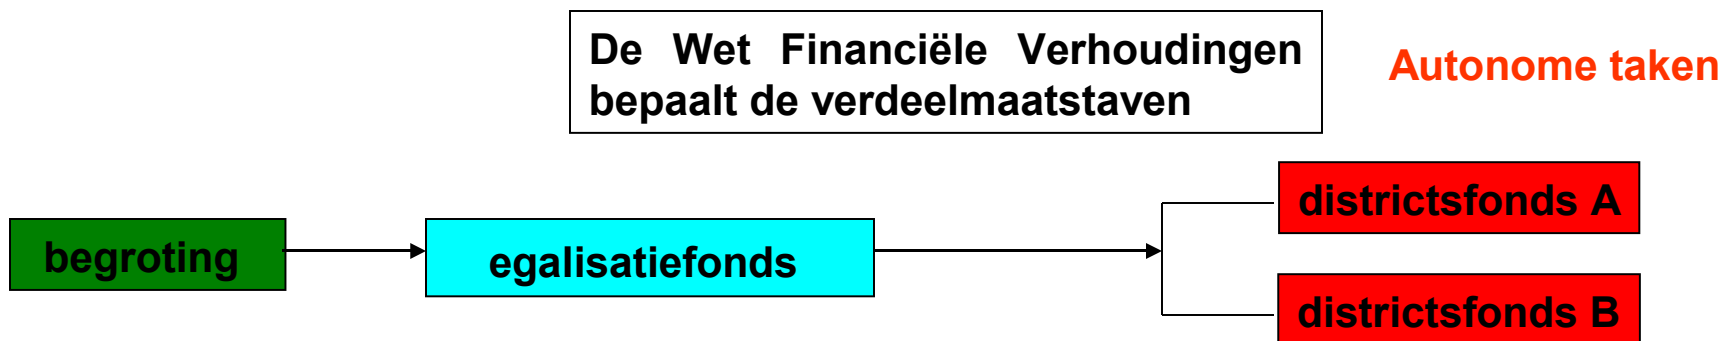 De Wet Financiële Verhoudingen
bepaalt de verdeelmaatstaven
Autonome taken
districtsfonds A
begroting
egalisatiefonds
districtsfonds B